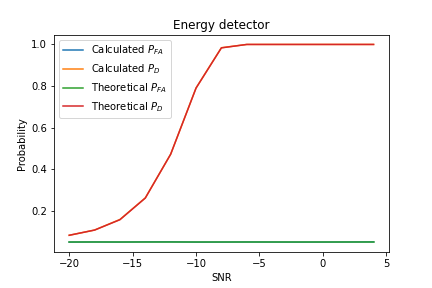 Energy detector
Calculated P_FA
Calculated P_D
Theoretical P_FA
Theoretical P_D
Probability
1.0
0.8
0.6
0.4
0.2
−20 −15 −10 −5 0 5
SNR